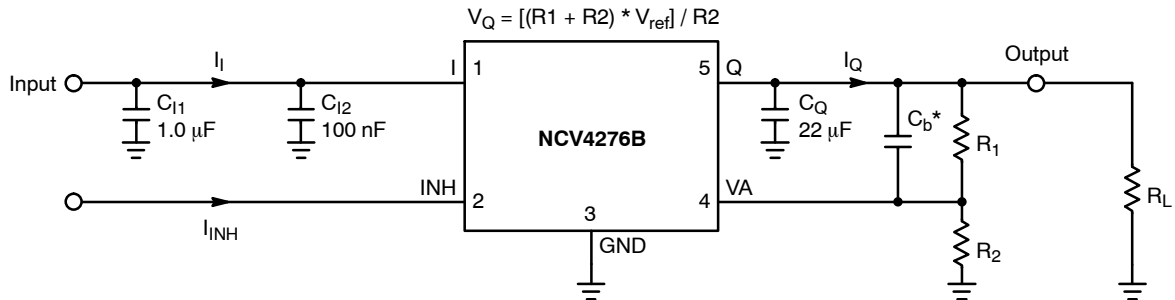 V_Q = [(R1 + R2) * V_ref] / R2
Input
I_I
C_I1
1.0 μF
C_I2
100 nF
I
1
5
Q
I_Q
Output
C_Q
22 μF
C_b*
R_1
NCV4276B
INH
2
4
VA
I_INH
3
GND
R_2
R_L